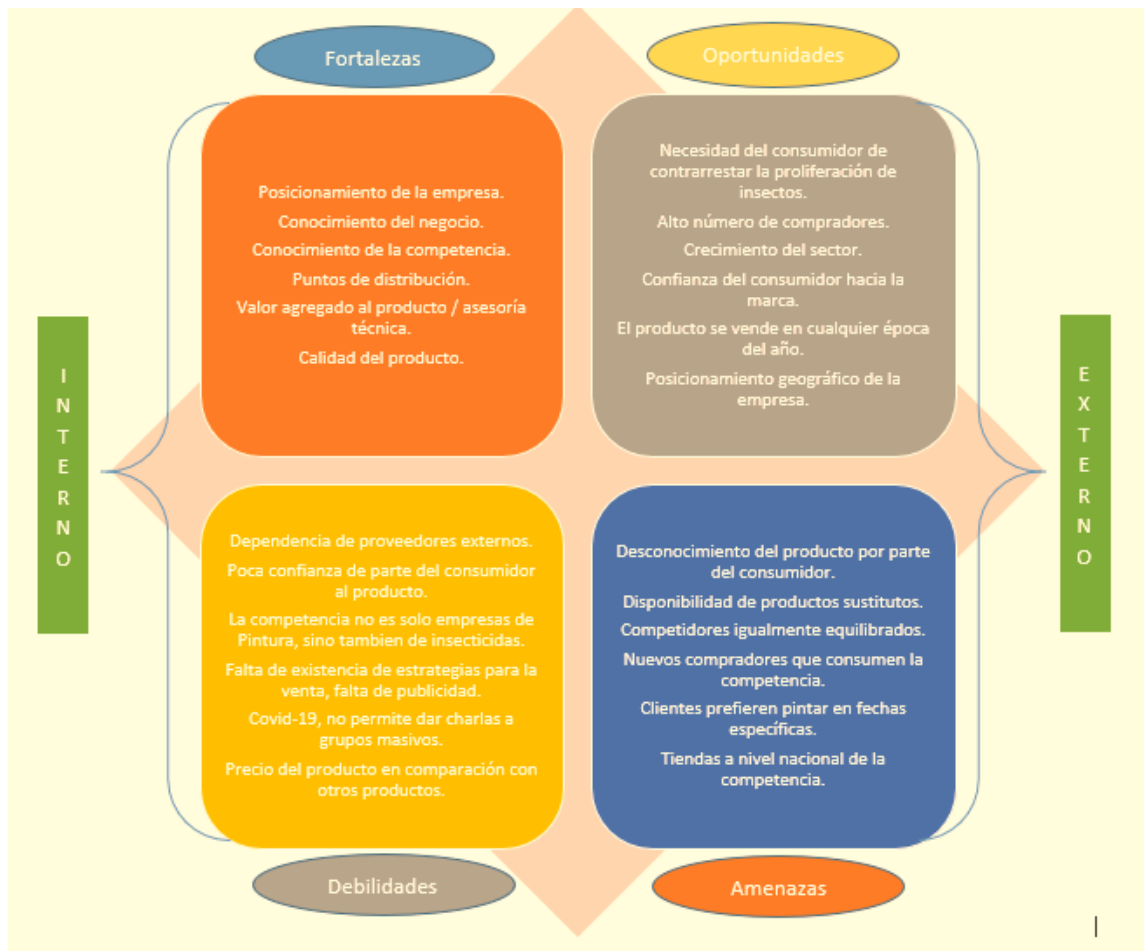 Fortalezas
Oportunidades
Posicionamiento de la empresa.
Conocimiento del negocio.
Conocimiento de la competencia.
Puntos de distribución.
Valor agregado al producto / asesoría
técnica.
Calidad del producto.
Necesidad del consumidor de
contrarrestar la proliferación de
insectos.
Alto número de compradores.
Crecimiento del sector.
Confianza del consumidor hacia la
marca.
El producto se vende en cualquier época
del año.
Posicionamiento geográfico de la
empresa.
I
N
T
E
R
N
O
E
X
T
E
R
N
O
Dependencia de proveedores externos.
Poca confianza de parte del consumidor
al producto.
La competencia no es solo empresas de
Pintura, sino tambien de insecticidas.
Falta de existencia de estrategias para la
venta, falta de publicidad.
Covid-19, no permite dar charlas a
grupos masivos.
Precio del producto en comparación con
otros productos.
Desconocimiento del producto por parte
del consumidor.
Disponibilidad de productos sustitutos.
Competidores igualmente equilibrados.
Nuevos compradores que consumen la
competencia.
Clientes prefieren pintar en fechas
específicas.
Tiendas a nivel nacional de la
competencia.
Debilidades
Amenazas